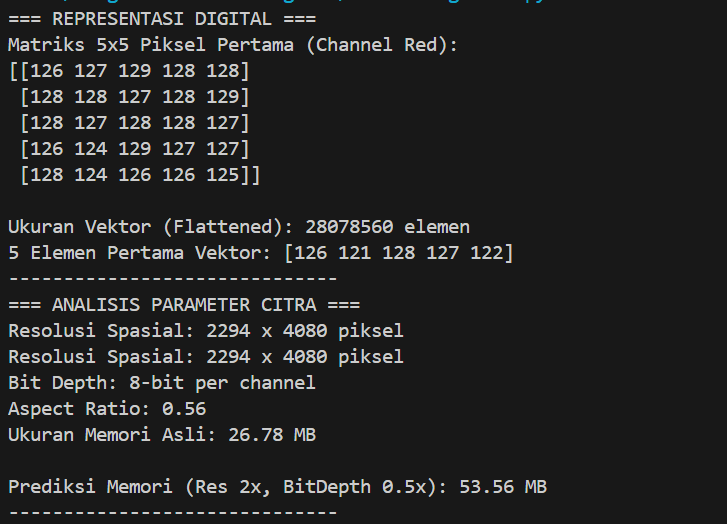 === REPRESENTASI DIGITAL ===
Matriks 5x5 Piksel Pertama (Channel Red):
[[126 127 129 128 128]
 [128 128 127 128 129]
 [128 127 128 128 127]
 [126 124 129 127 127]
 [128 124 126 126 125]]

Ukuran Vektor (Flattened): 28078560 elemen
5 Elemen Pertama Vektor: [126 121 128 127 122]
------------------------------
=== ANALISIS PARAMETER CITRA ===
Resolusi Spasial: 2294 x 4080 piksel
Resolusi Spasial: 2294 x 4080 piksel
Bit Depth: 8-bit per channel
Aspect Ratio: 0.56
Ukuran Memori Asli: 26.78 MB

Prediksi Memori (Res 2x, BitDepth 0.5x): 53.56 MB
------------------------------